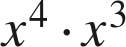 x⁴ · x³